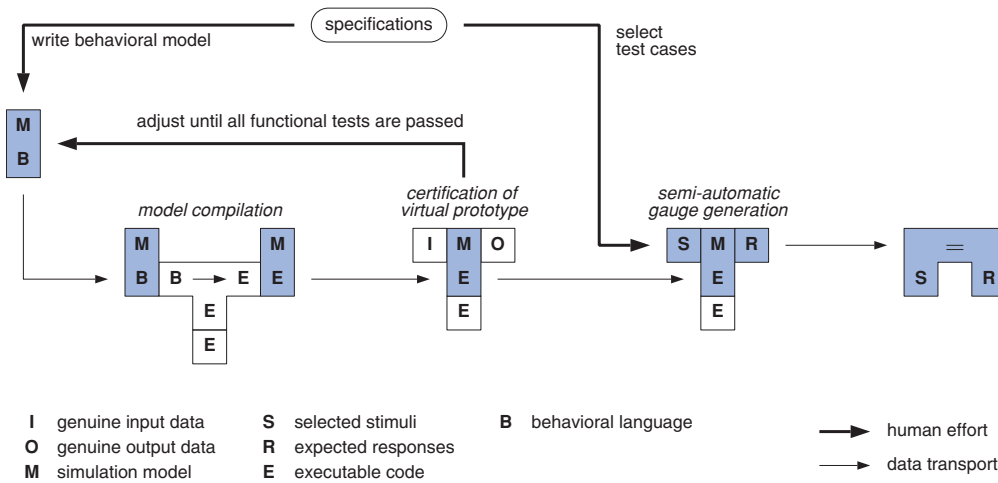 specifications
write behavioral model
select
test cases
adjust until all functional tests are passed
M
B
model compilation
certification of
virtual prototype
semi-automatic
gauge generation
M M
B B E E
E
E
I M O
E
E
S M R
E
E
=
S R
I genuine input data
O genuine output data
M simulation model
S selected stimuli
R expected responses
E executable code
B behavioral language
human effort
data transport